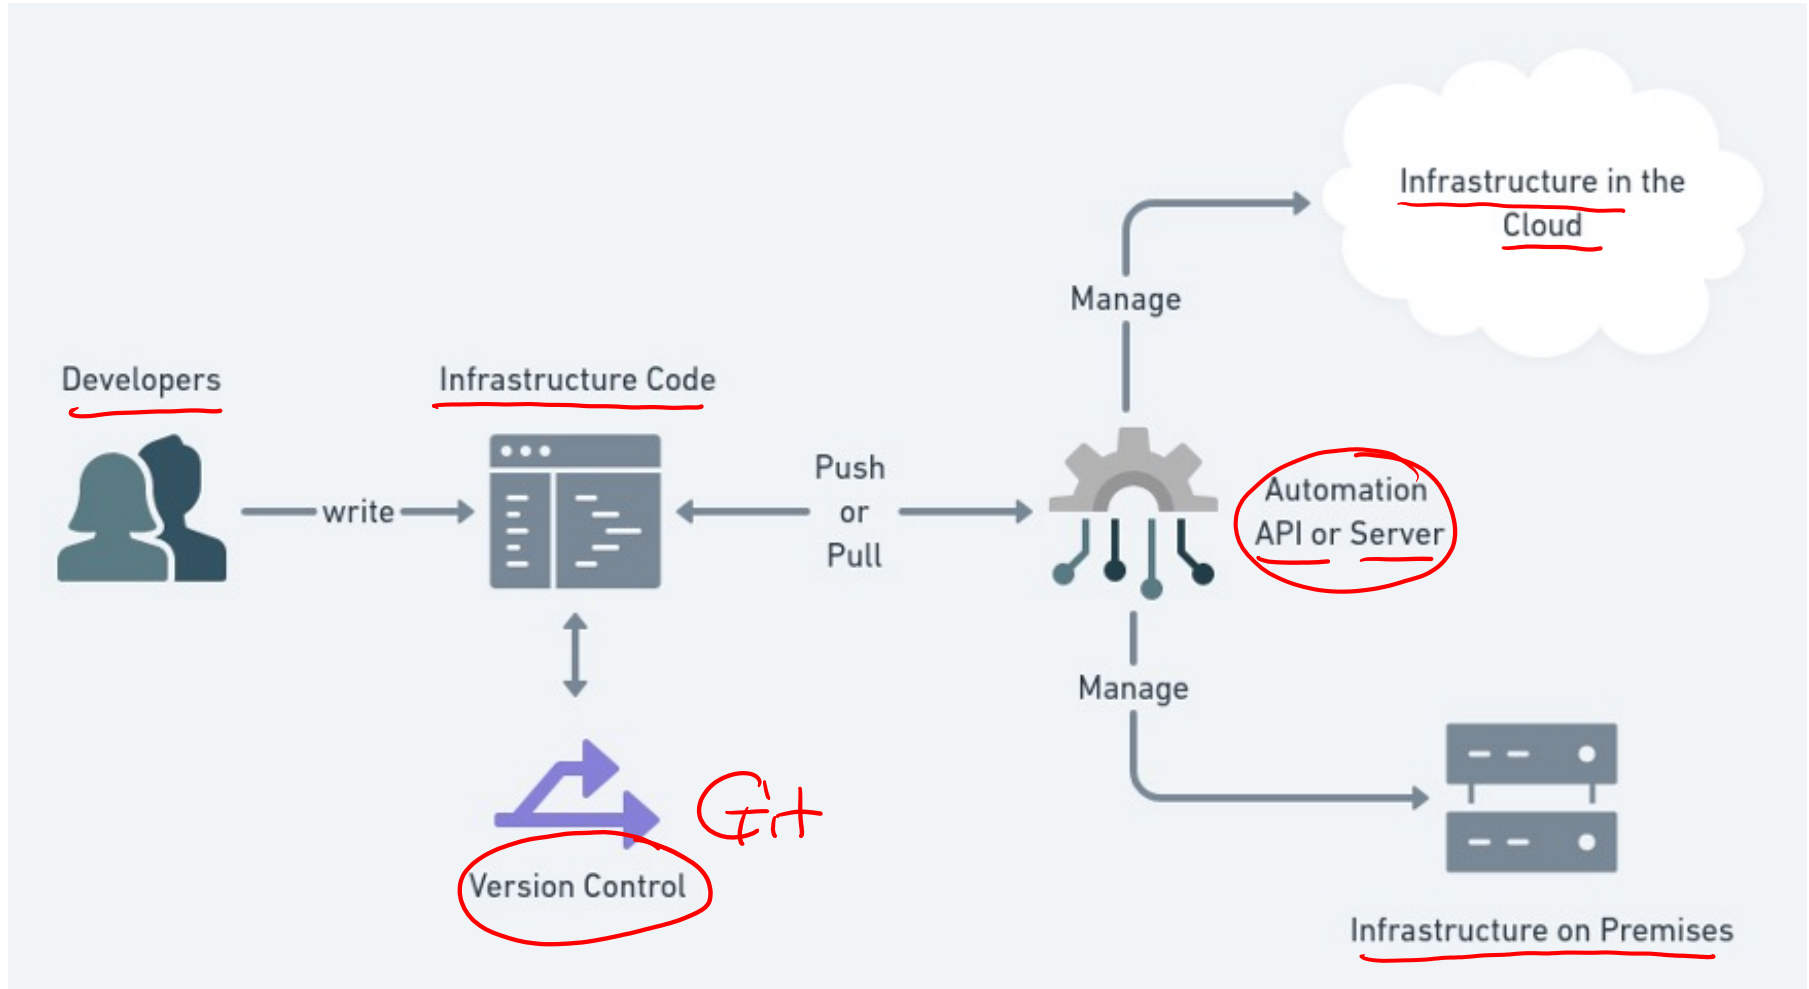 Infrastructure in the
Cloud
Manage
Developers
Infrastructure Code
write
Push
or
Pull
Automation
API or Server
Manage
Git
Version Control
Infrastructure on Premises